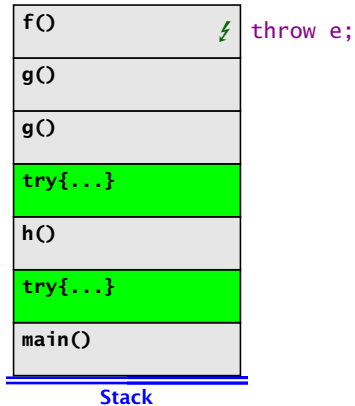 f() throw e;
g()
g()
try{...}
h()
try{...}
main()
Stack